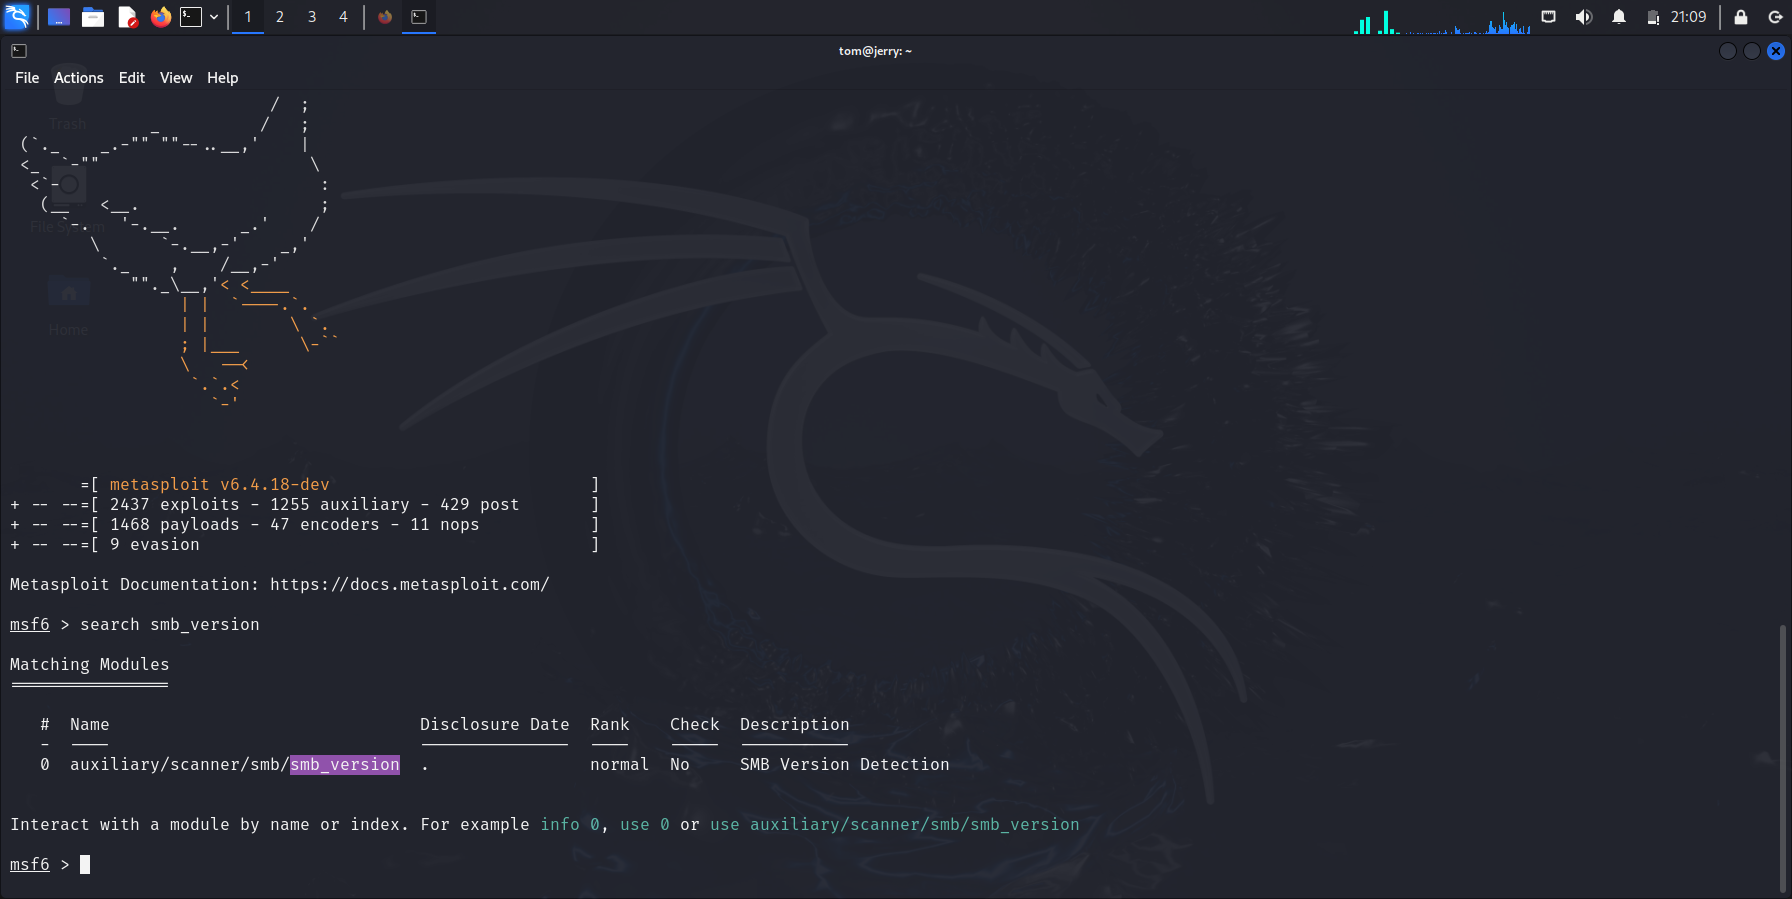 1 2 3 4 21:09
tom@jerry: ~
File Actions Edit View Help
Trash
File System
Home
=[ metasploit v6.4.18-dev ]
+ -- --=[ 2437 exploits - 1255 auxiliary - 429 post ]
+ -- --=[ 1468 payloads - 47 encoders - 11 nops ]
+ -- --=[ 9 evasion ]
Metasploit Documentation: https://docs.metasploit.com/
msf6 > search smb_version
Matching Modules
================
# Name Disclosure Date Rank Check Description
- ---- --------------- ---- ----- -----------
0 auxiliary/scanner/smb/smb_version . normal No SMB Version Detection
Interact with a module by name or index. For example info 0, use 0 or use auxiliary/scanner/smb/smb_version
msf6 >